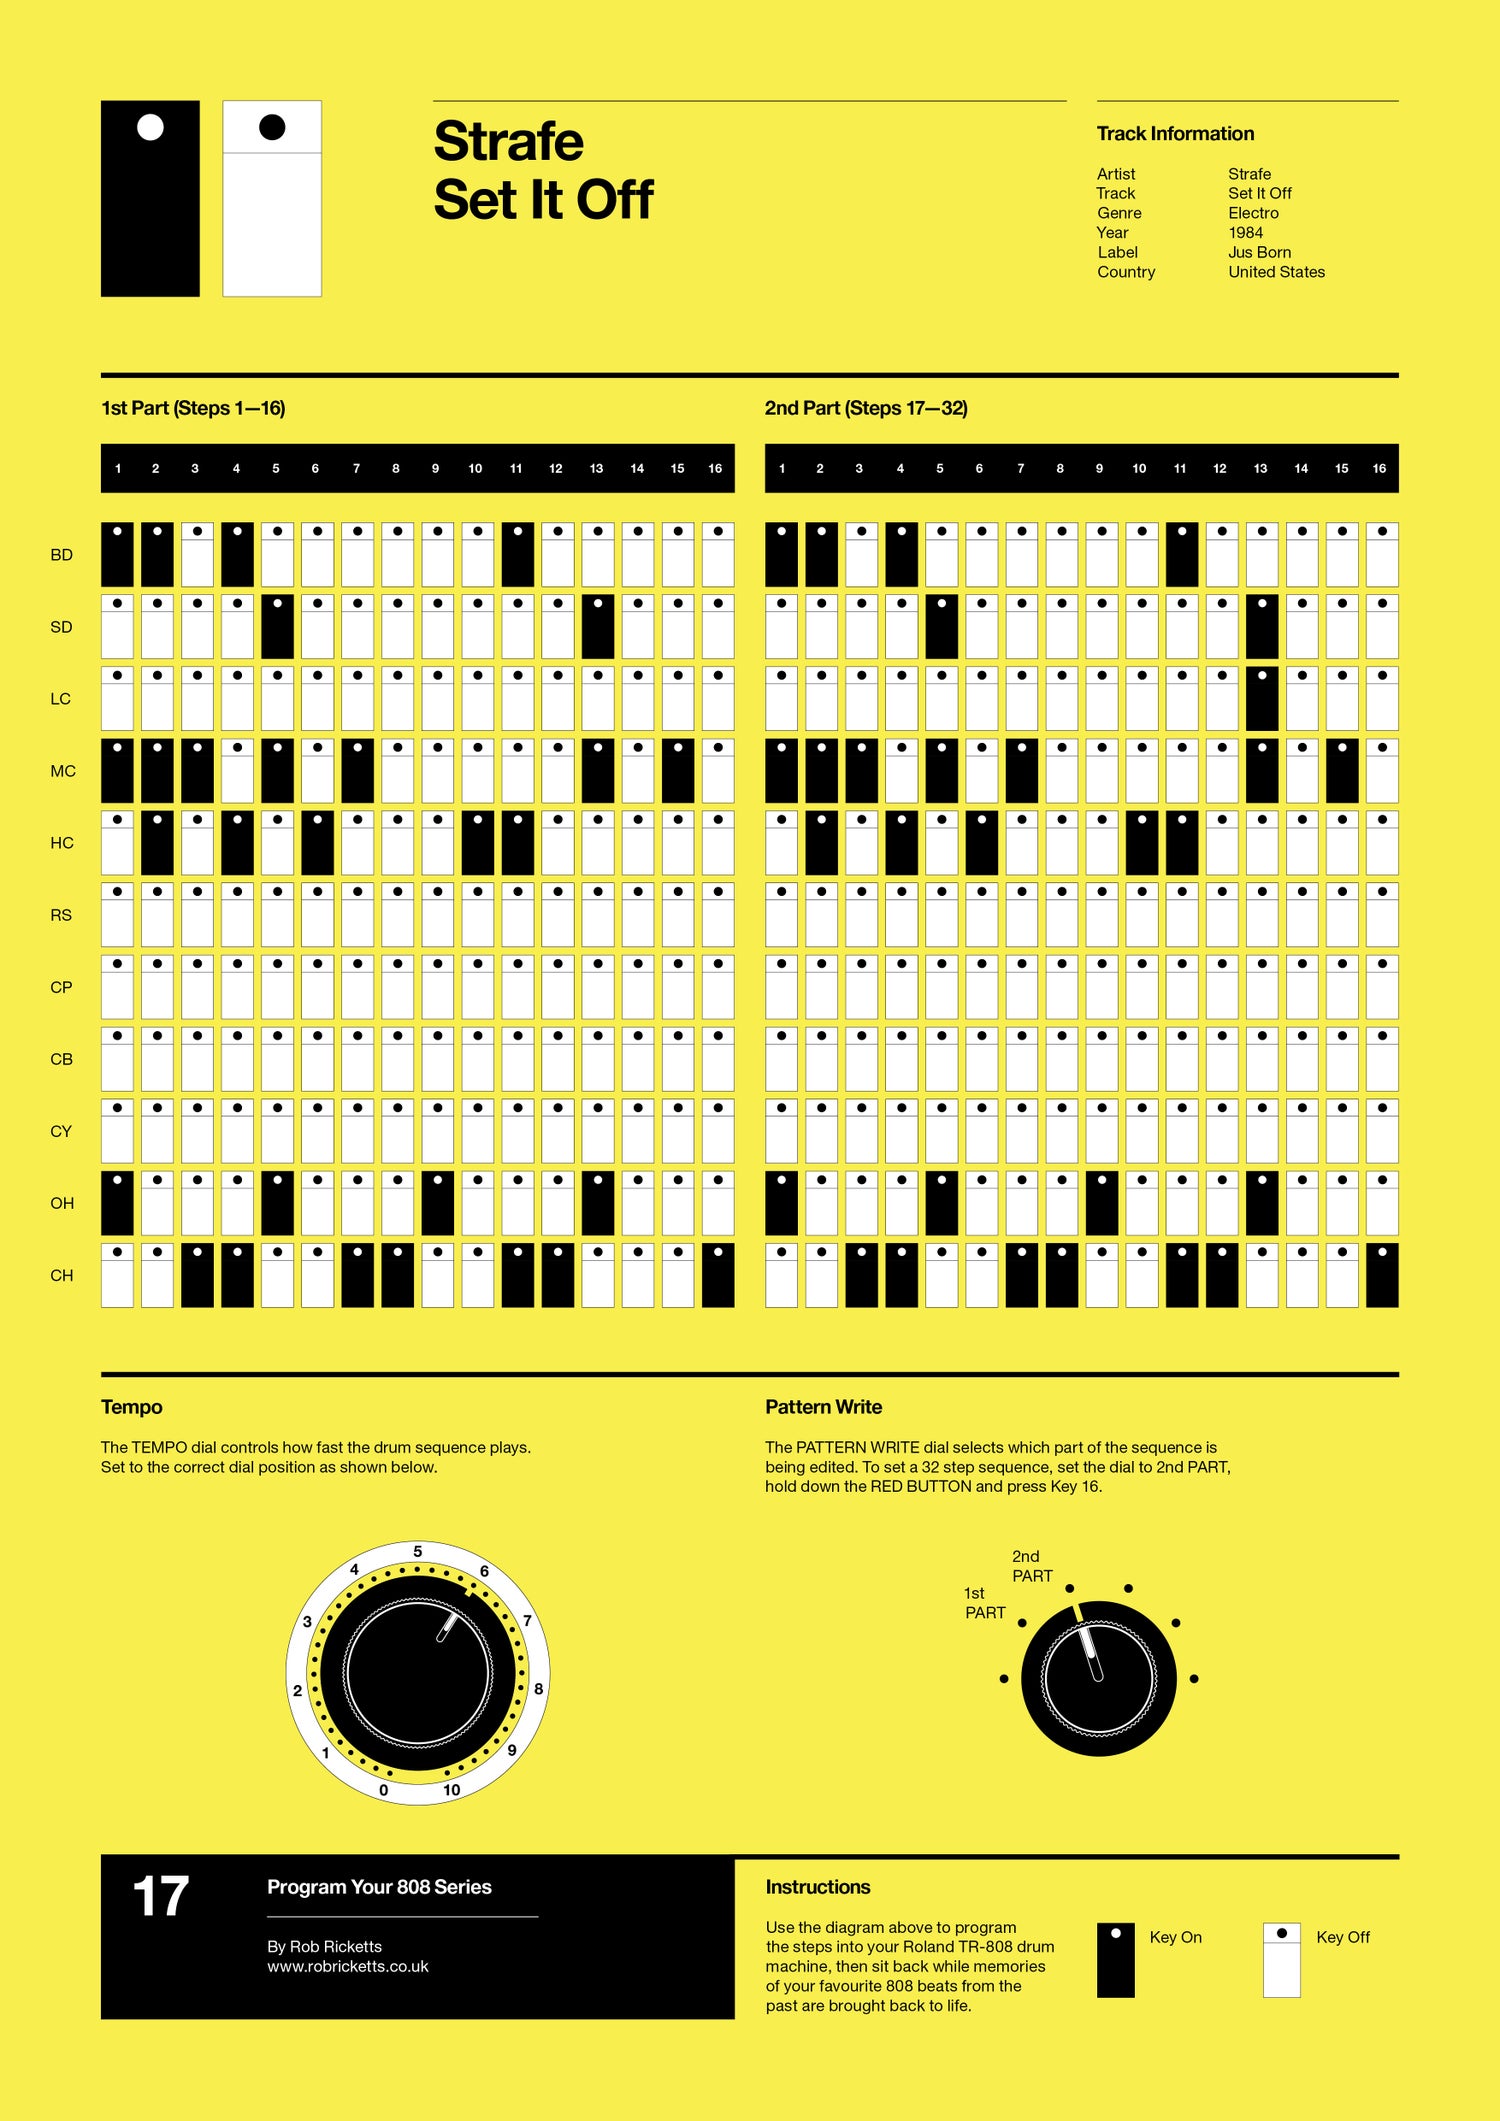 Strafe
Set It Off
Track Information
Artist Strafe
Track Set It Off
Genre Electro
Year 1984
Label Jus Born
Country United States
1st Part (Steps 1—16)
2nd Part (Steps 17—32)
1 2 3 4 5 6 7 8 9 10 11 12 13 14 15 16
1 2 3 4 5 6 7 8 9 10 11 12 13 14 15 16
BD
SD
LC
MC
HC
RS
CP
CB
CY
OH
CH
Tempo
The TEMPO dial controls how fast the drum sequence plays.
Set to the correct dial position as shown below.
0 1 2 3 4 5 6 7 8 9 10
Pattern Write
The PATTERN WRITE dial selects which part of the sequence is
being edited. To set a 32 step sequence, set the dial to 2nd PART,
hold down the RED BUTTON and press Key 16.
2nd
PART
1st
PART
17
Program Your 808 Series
By Rob Ricketts
www.robricketts.co.uk
Instructions
Use the diagram above to program
the steps into your Roland TR-808 drum
machine, then sit back while memories
of your favourite 808 beats from the
past are brought back to life.
Key On
Key Off